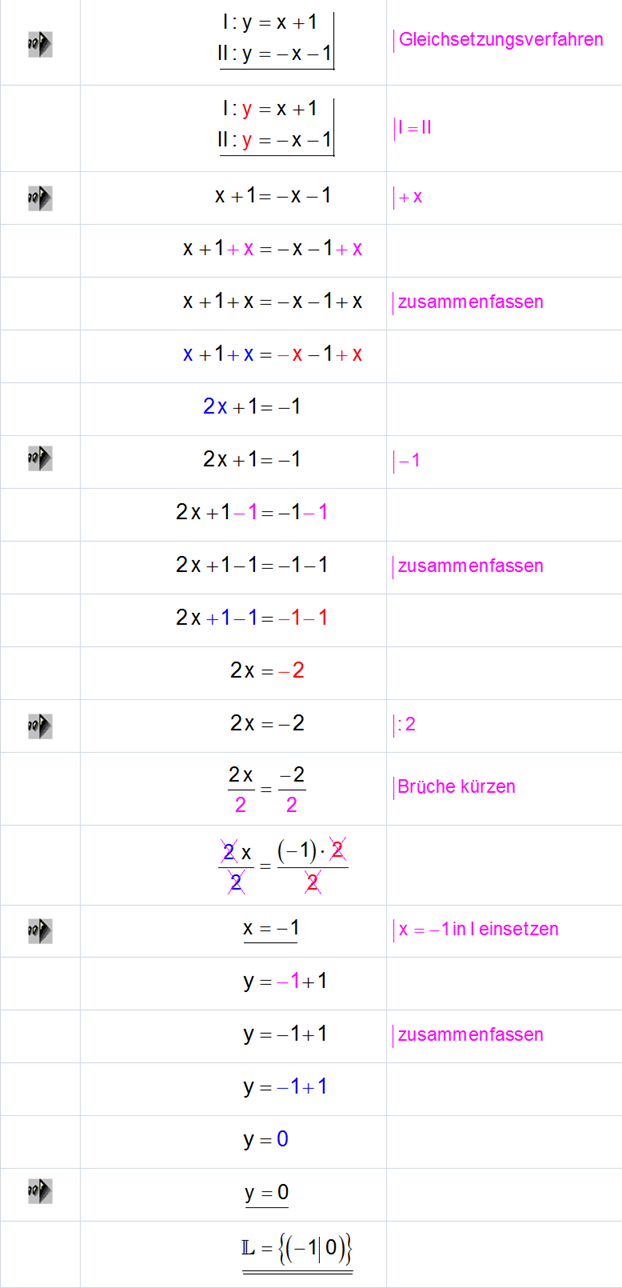 I : y = x + 1
II : y = −x − 1
|Gleichsetzungsverfahren
I : y = x + 1
II : y = −x − 1
|I = II
x + 1 = −x − 1 |+ x
x + 1 + x = −x − 1 + x
x + 1 + x = −x − 1 + x |zusammenfassen
x + 1 + x = −x − 1 + x
2x + 1 = −1
2x + 1 = −1 |−1
2x + 1 − 1 = −1 − 1
2x + 1 − 1 = −1 − 1 |zusammenfassen
2x + 1 − 1 = −1 − 1
2x = −2
2x = −2 |: 2
2x/2 = −2/2 |Brüche kürzen
2x/2 = (−1) · 2/2
x = −1 |x = −1 in I einsetzen
y = −1 + 1
y = −1 + 1 |zusammenfassen
y = −1 + 1
y = 0
y = 0
𝕃 = {(−1|0)}